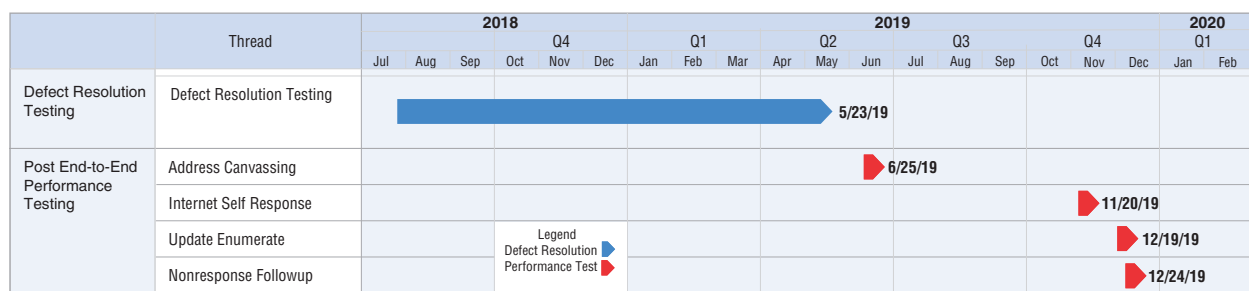 2018 2019 2020
Thread Q4 Q1 Q2 Q3 Q4 Q1
Jul Aug Sep Oct Nov Dec Jan Feb Mar Apr May Jun Jul Aug Sep Oct Nov Dec Jan Feb
Defect Resolution
Testing
Defect Resolution Testing
5/23/19
Post End-to-End
Performance
Testing
Address Canvassing 6/25/19
Internet Self Response 11/20/19
Update Enumerate 12/19/19
Nonresponse Followup 12/24/19
Legend
Defect Resolution
Performance Test